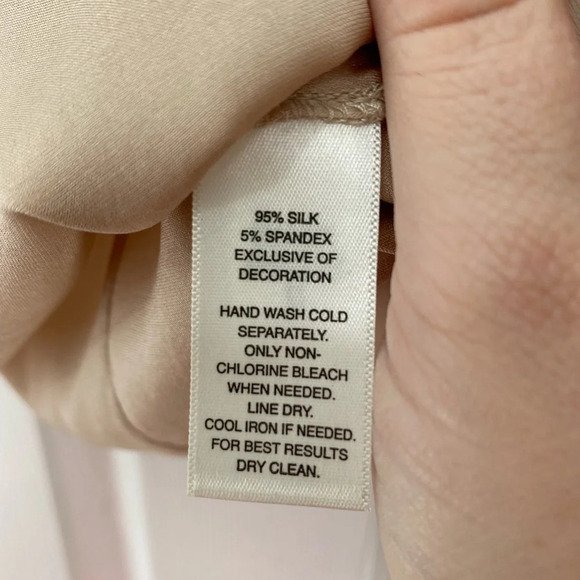 95% SILK
5% SPANDEX
EXCLUSIVE OF
DECORATION
HAND WASH COLD
SEPARATELY.
ONLY NON-
CHLORINE BLEACH
WHEN NEEDED.
LINE DRY.
COOL IRON IF NEEDED.
FOR BEST RESULTS
DRY CLEAN.